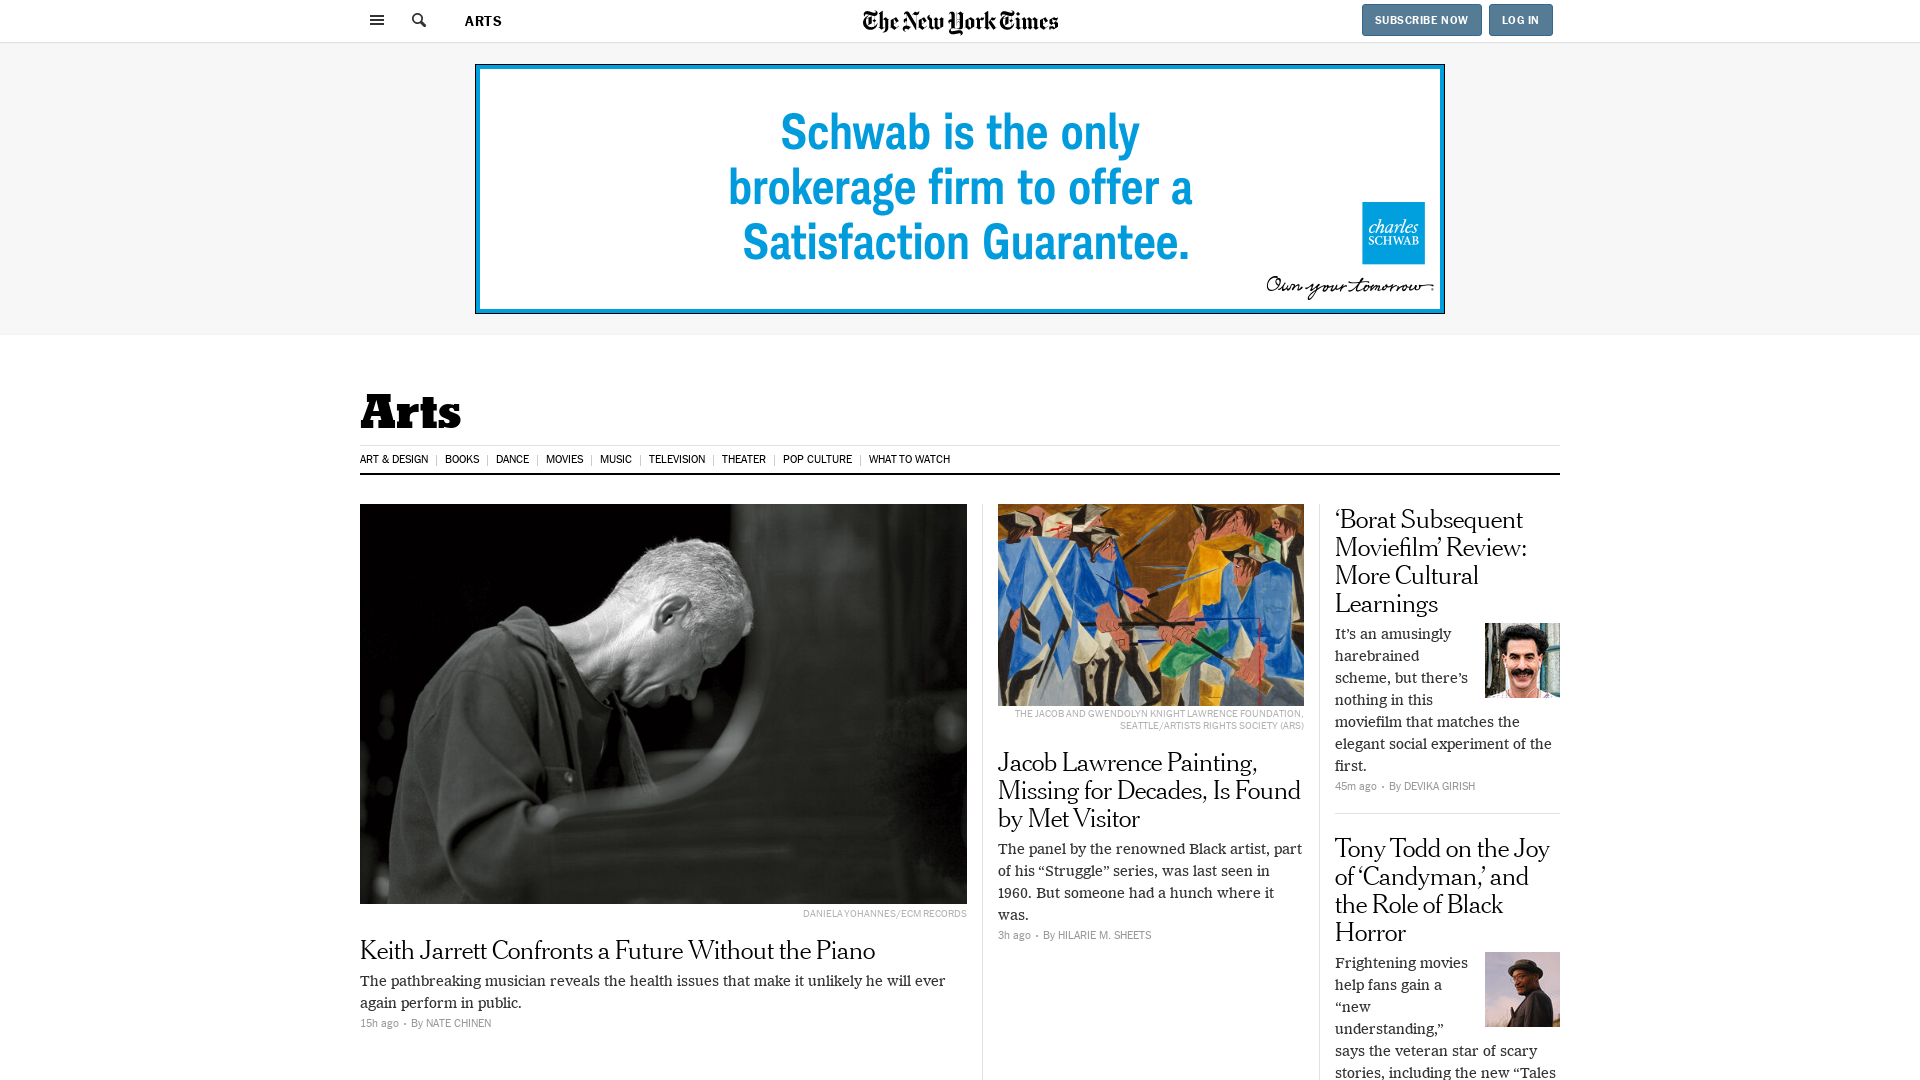 ARTS
The New York Times
SUBSCRIBE NOW
LOG IN
Schwab is the only
brokerage firm to offer a
Satisfaction Guarantee.
charles
SCHWAB
Own your tomorrow.
Arts
ART & DESIGN
BOOKS
DANCE
MOVIES
MUSIC
TELEVISION
THEATER
POP CULTURE
WHAT TO WATCH
DANIELA YOHANNES/ECM RECORDS
Keith Jarrett Confronts a Future Without the Piano
The pathbreaking musician reveals the health issues that make it unlikely he will ever
again perform in public.
15h ago • By NATE CHINEN
THE JACOB AND GWENDOLYN KNIGHT LAWRENCE FOUNDATION,
SEATTLE/ARTISTS RIGHTS SOCIETY (ARS)
Jacob Lawrence Painting,
Missing for Decades, Is Found
by Met Visitor
The panel by the renowned Black artist, part
of his “Struggle” series, was last seen in
1960. But someone had a hunch where it
was.
3h ago • By HILARIE M. SHEETS
‘Borat Subsequent
Moviefilm’ Review:
More Cultural
Learnings
It’s an amusingly
harebrained
scheme, but there’s
nothing in this
moviefilm that matches the
elegant social experiment of the
first.
45m ago • By DEVIKA GIRISH
Tony Todd on the Joy
of ‘Candyman,’ and
the Role of Black
Horror
Frightening movies
help fans gain a
“new
understanding,”
says the veteran star of scary
stories, including the new “Tales